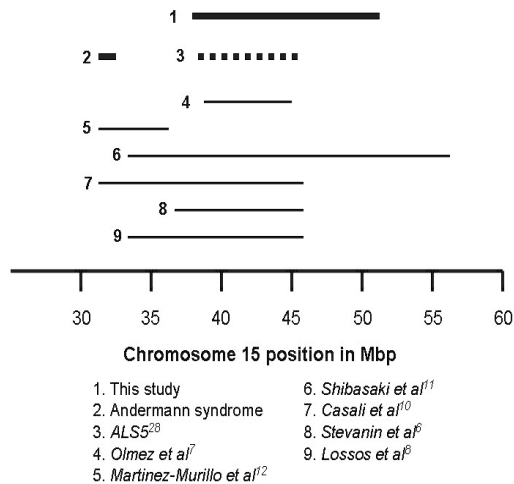 1
2 3
4
5
6
7
8
9
30 35 40 45 50 55 60
Chromosome 15 position in Mbp
1. This study
2. Andermann syndrome
3. ALS5²⁸
4. Olmez et al⁷
5. Martinez-Murillo et al¹²
6. Shibasaki et al¹¹
7. Casali et al¹⁰
8. Stevanin et al⁶
9. Lossos et al⁸